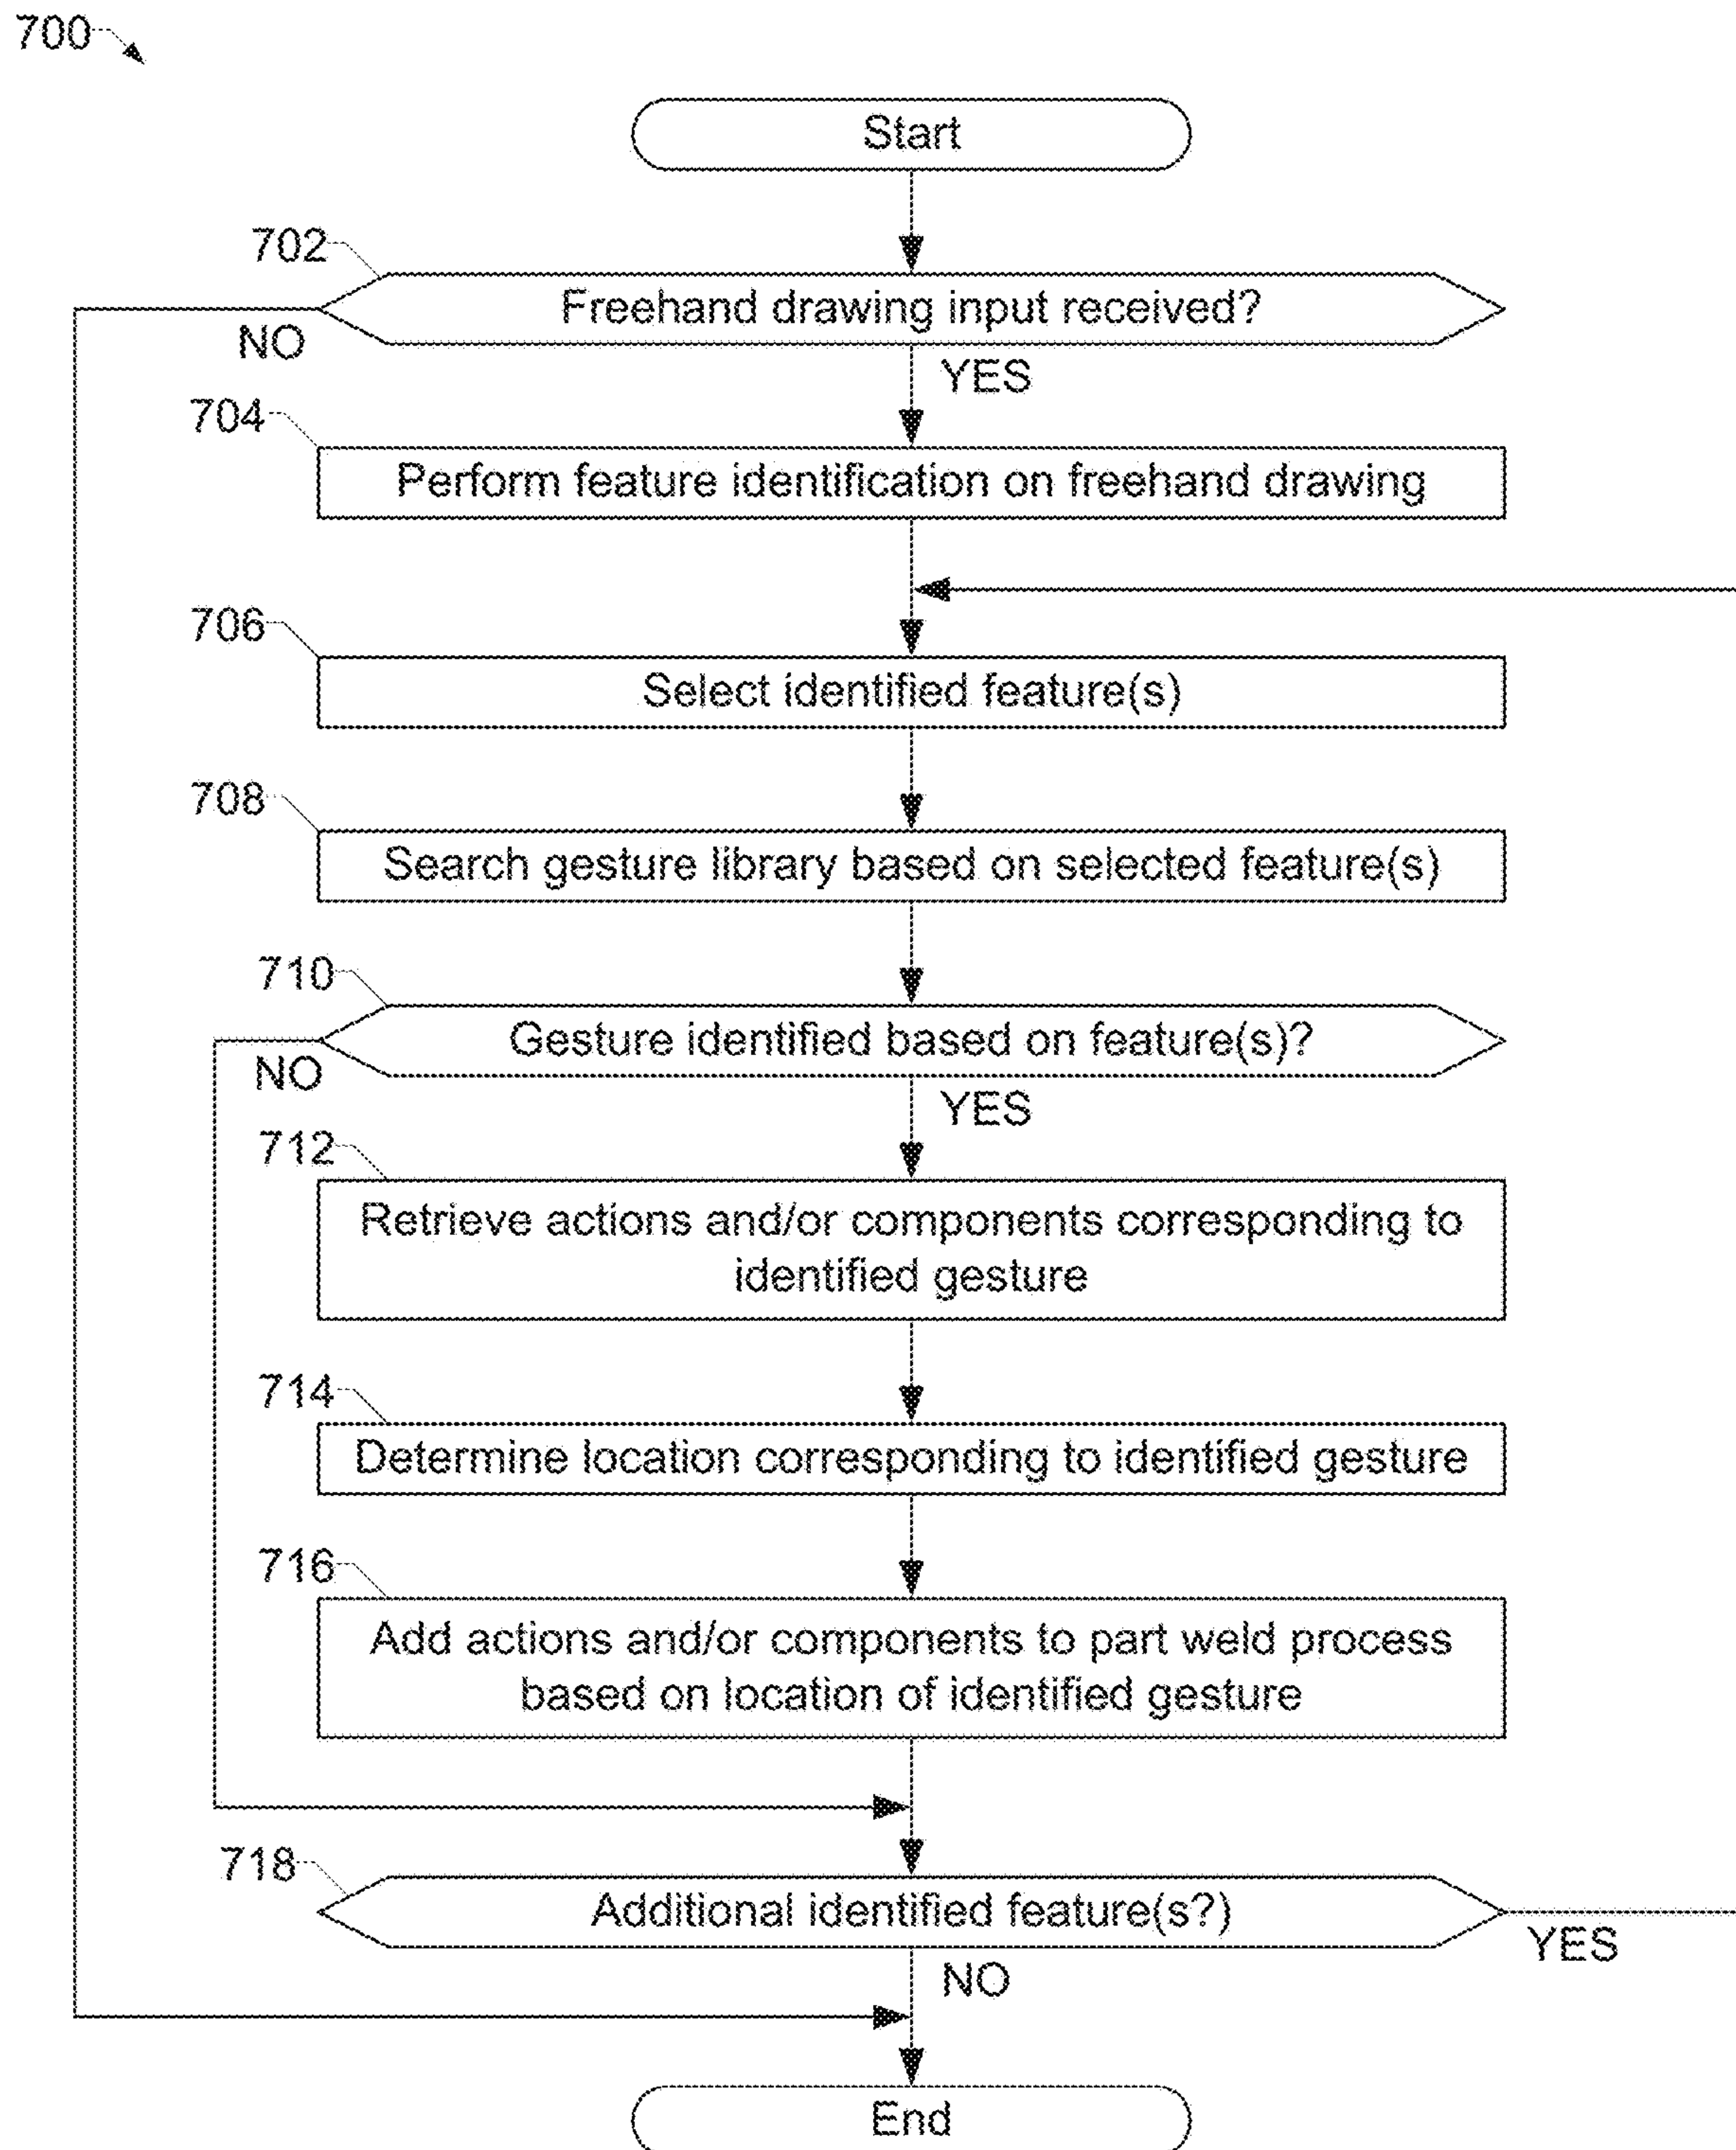 700
Start
702
Freehand drawing input received?
NO
YES
704
Perform feature identification on freehand drawing
706
Select identified feature(s)
708
Search gesture library based on selected feature(s)
710
Gesture identified based on feature(s)?
NO
YES
712
Retrieve actions and/or components corresponding to
identified gesture
714
Determine location corresponding to identified gesture
716
Add actions and/or components to part weld process
based on location of identified gesture
718
Additional identified feature(s?)
YES
NO
End